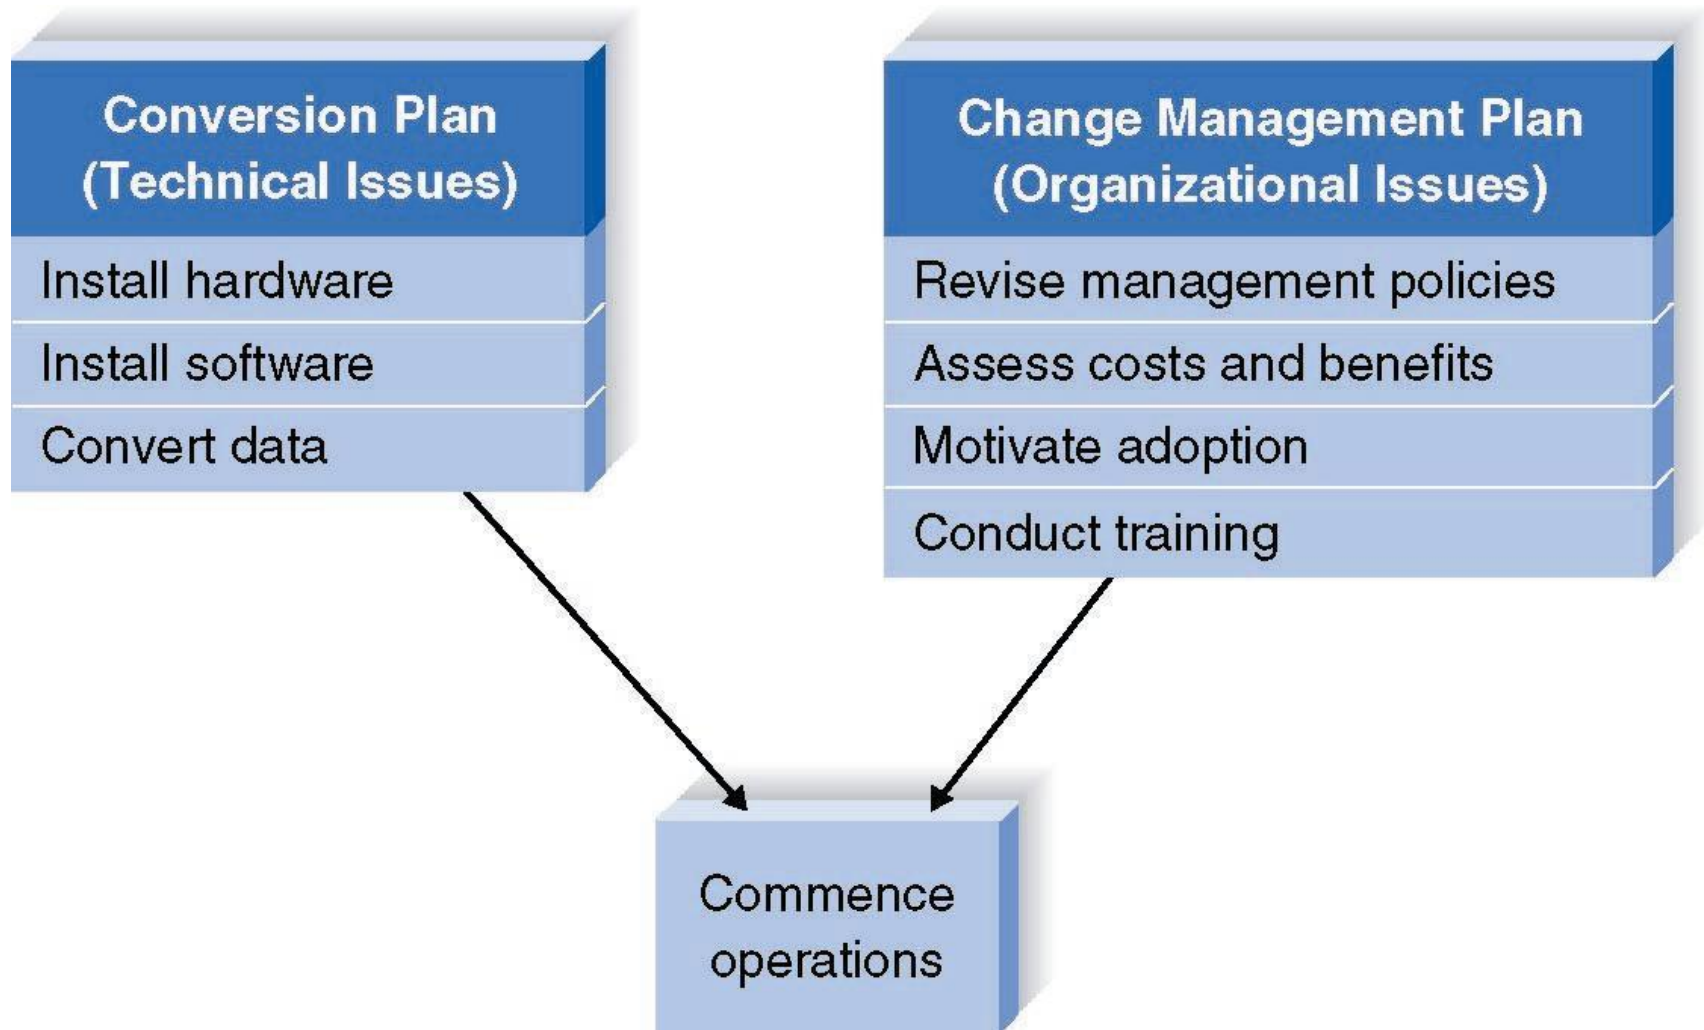 Conversion Plan
(Technical Issues)
Install hardware
Install software
Convert data
Change Management Plan
(Organizational Issues)
Revise management policies
Assess costs and benefits
Motivate adoption
Conduct training
Commence
operations